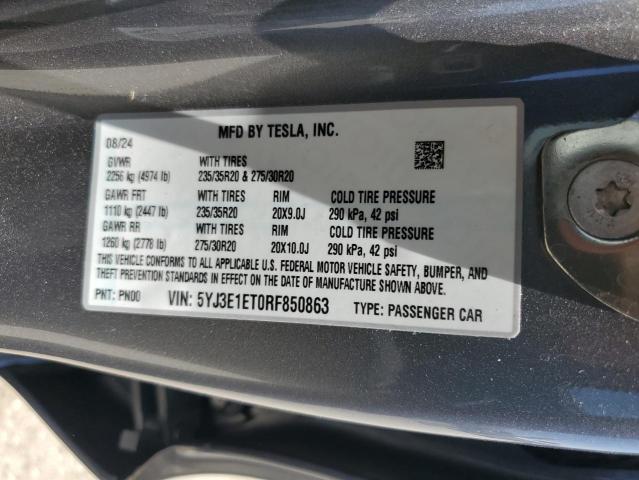 MFD BY TESLA, INC.
08/24
GVWR WITH TIRES
2256 kg (4974 lb) 235/35R20 & 275/30R20
GAWR FRT WITH TIRES RIM COLD TIRE PRESSURE
1110 kg (2447 lb) 235/35R20 20X9.0J 290 kPa, 42 psi
GAWR RR WITH TIRES RIM COLD TIRE PRESSURE
1260 kg (2778 lb) 275/30R20 20X10.0J 290 kPa, 42 psi
THIS VEHICLE CONFORMS TO ALL APPLICABLE U.S. FEDERAL MOTOR VEHICLE SAFETY, BUMPER, AND
THEFT PREVENTION STANDARDS IN EFFECT ON THE DATE OF MANUFACTURE SHOWN ABOVE.
PNT: PN00 VIN: 5YJ3E1ET0RF850863 TYPE: PASSENGER CAR